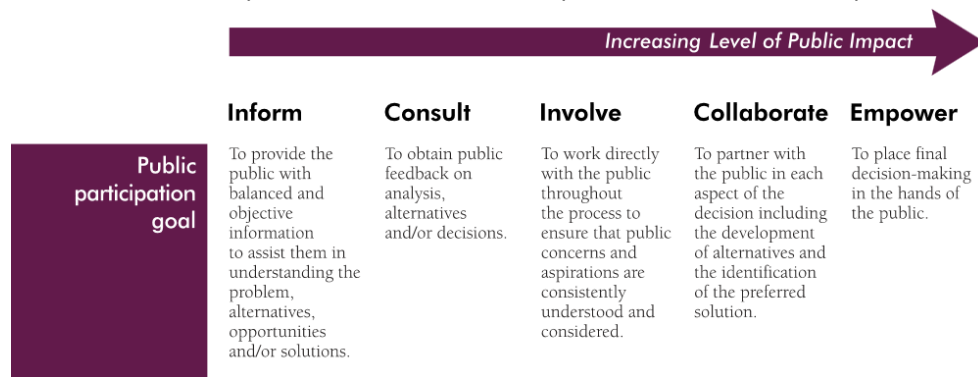 Increasing Level of Public Impact
Inform
Consult
Involve
Collaborate
Empower
Public
participation
goal
To provide the
public with
balanced and
objective
information
to assist them in
understanding the
problem,
alternatives,
opportunities
and/or solutions.
To obtain public
feedback on
analysis,
alternatives
and/or decisions.
To work directly
with the public
throughout
the process to
ensure that public
concerns and
aspirations are
consistently
understood and
considered.
To partner with
the public in each
aspect of the
decision including
the development
of alternatives and
the identification
of the preferred
solution.
To place final
decision-making
in the hands of
the public.